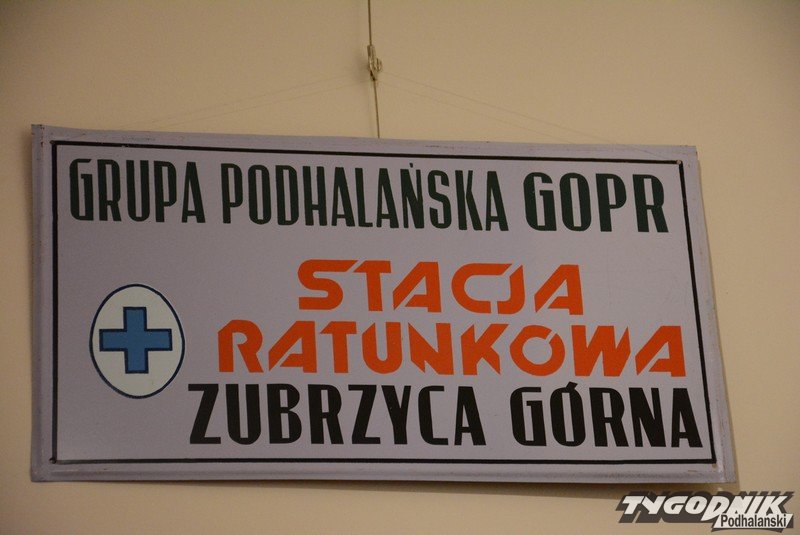 GRUPA PODHALAŃSKA GOPR
STACJA
RATUNKOWA
ZUBRZYCA GÓRNA
TYGODNIK
Podhalański